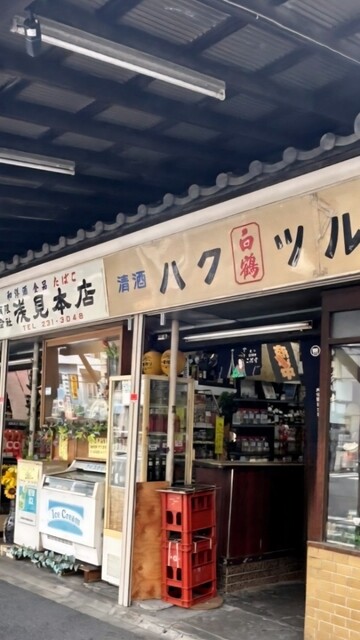 和洋酒 食品 たばこ
浅見本店
TEL 231-3048
清酒 ハク 白鶴 ツル
Ice Cream